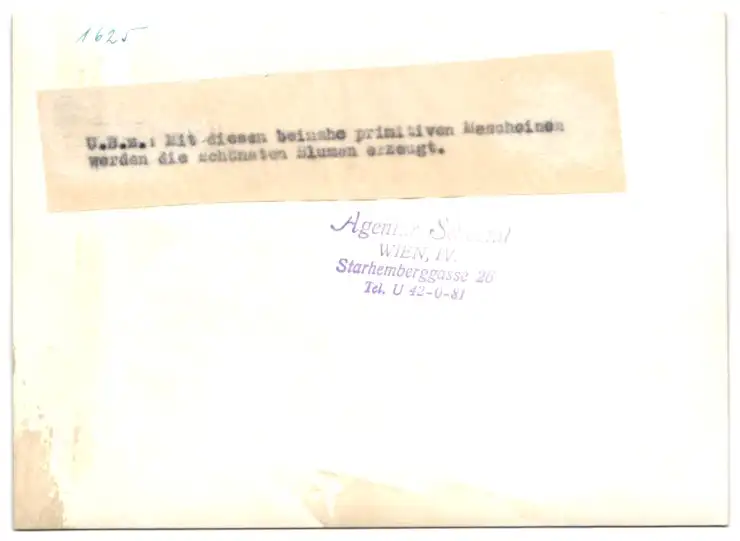 1625
U.B.z.: Mit diesen beinahe primitiven Mascheinen
werden die schönsten Blumen erzeugt.
Agentur
WIEN, IV.
Starhemberggasse 26
Tel. U 42-0-81